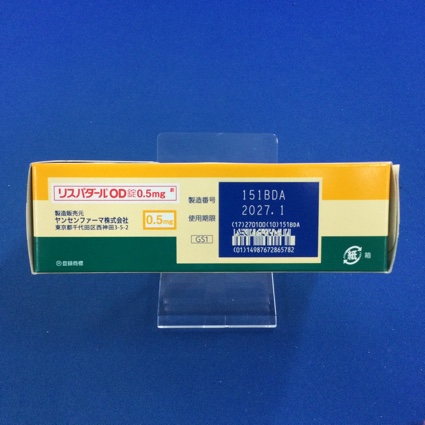 リスパダール®OD錠0.5mg
製造販売元
ヤンセンファーマ株式会社
東京都千代田区西神田3-5-2
0.5mg
製造番号
151BDA
使用期限
2027.1
GS1
(17)270100(10)151BDA
(01)14987672865782
紙
箱
®登録商標